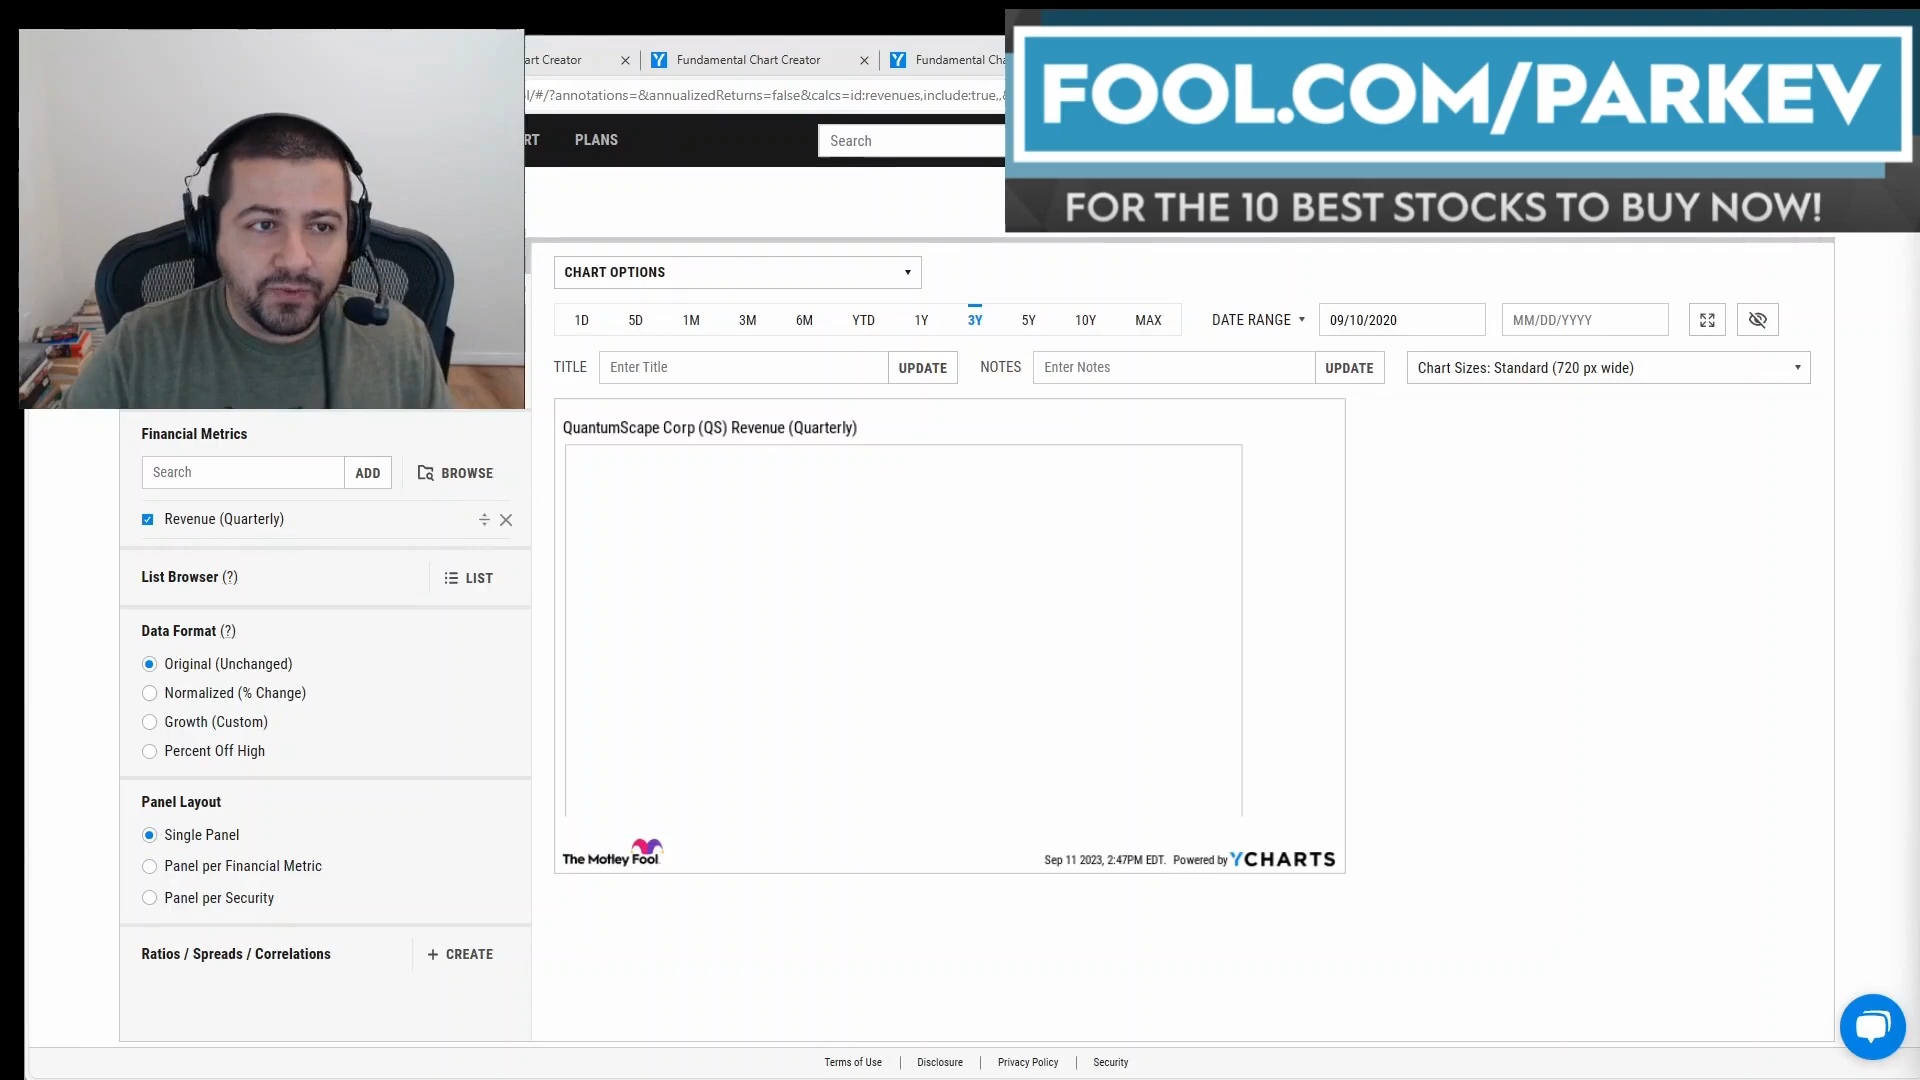 art Creator
Fundamental Chart Creator
Fundamental Cha
FOOL.COM/PARKEV
FOR THE 10 BEST STOCKS TO BUY NOW!
l/#/?annotations=&annualizedReturns=false&calcs=id:revenues,include:true,,&
RT PLANS
Search
CHART OPTIONS
1D 5D 1M 3M 6M YTD 1Y 3Y 5Y 10Y MAX DATE RANGE 09/10/2020 MM/DD/YYYY
TITLE Enter Title UPDATE NOTES Enter Notes UPDATE Chart Sizes: Standard (720 px wide)
QuantumScape Corp (QS) Revenue (Quarterly)
Financial Metrics
Search ADD BROWSE
Revenue (Quarterly)
List Browser (?) LIST
Data Format (?)
Original (Unchanged)
Normalized (% Change)
Growth (Custom)
Percent Off High
Panel Layout
Single Panel
Panel per Financial Metric
Panel per Security
Ratios / Spreads / Correlations + CREATE
The Motley Fool
Sep 11 2023, 2:47PM EDT. Powered by YCHARTS
Terms of Use | Disclosure | Privacy Policy | Security